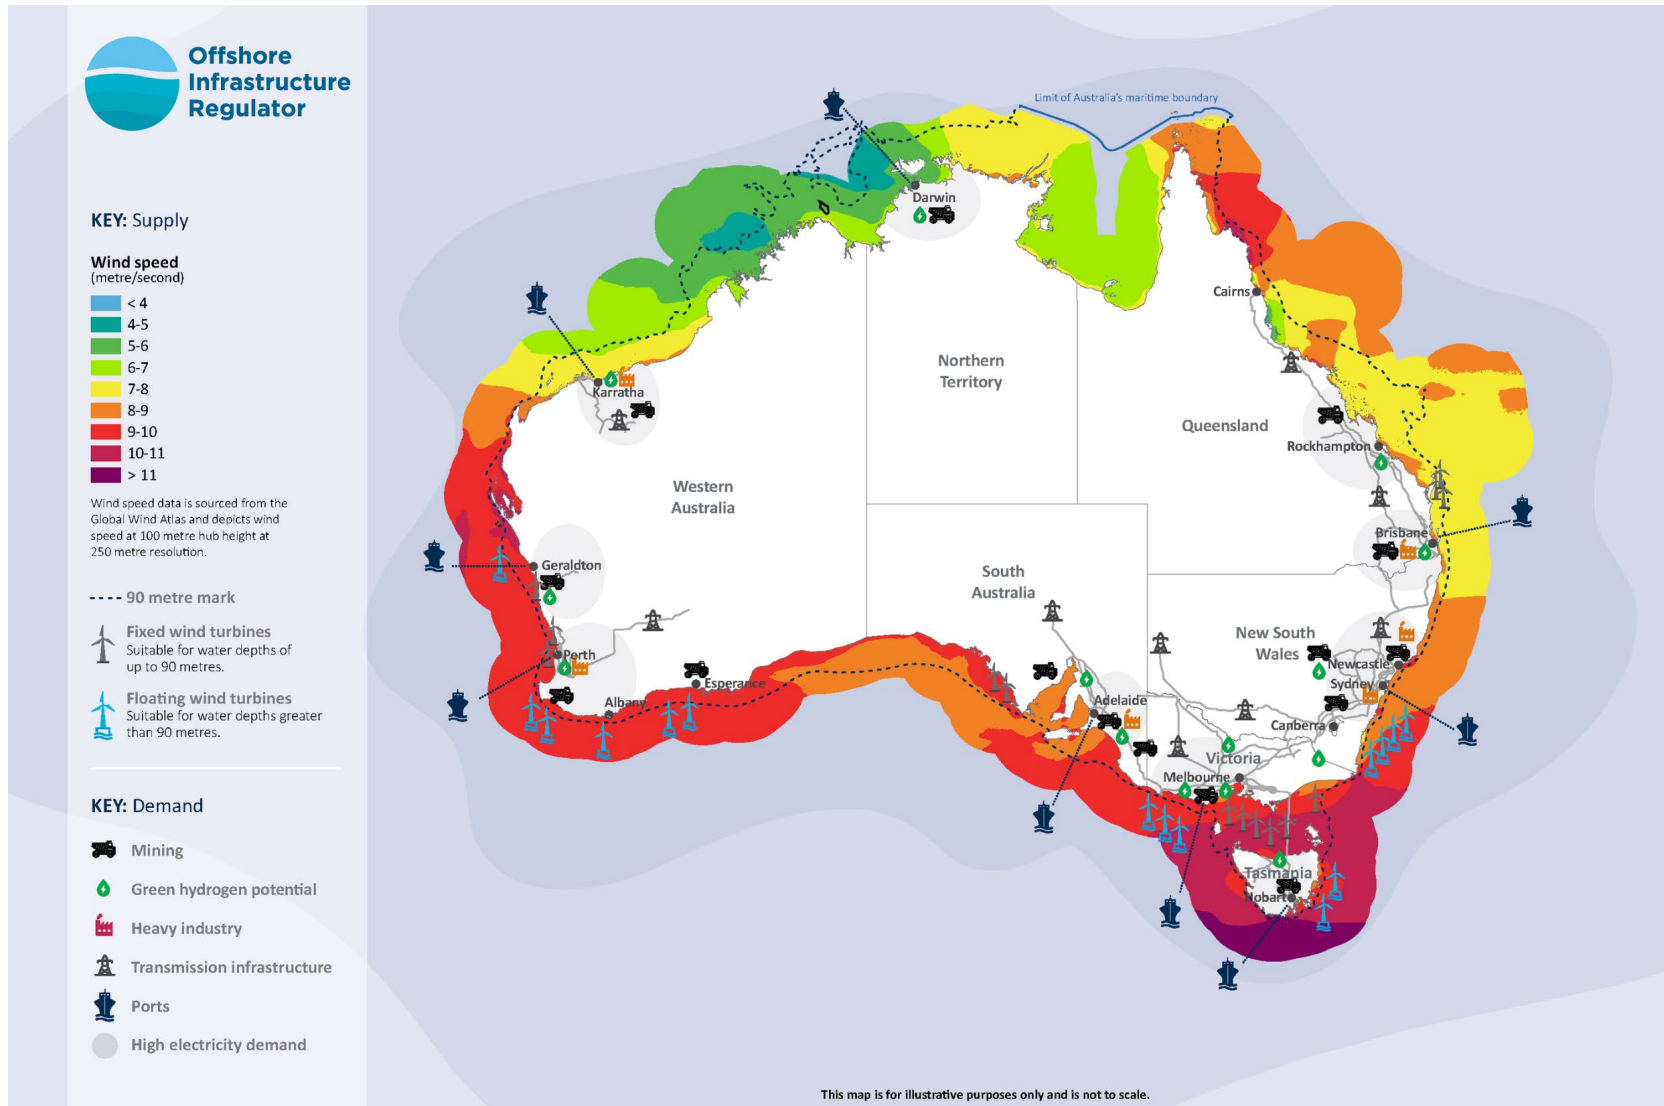 Offshore
Infrastructure
Regulator
KEY: Supply
Wind speed
(metre/second)
< 4
4-5
5-6
6-7
7-8
8-9
9-10
10-11
> 11
Wind speed data is sourced from the
Global Wind Atlas and depicts wind
speed at 100 metre hub height at
250 metre resolution.
90 metre mark
Fixed wind turbines
Suitable for water depths of
up to 90 metres.
Floating wind turbines
Suitable for water depths greater
than 90 metres.
KEY: Demand
Mining
Green hydrogen potential
Heavy industry
Transmission infrastructure
Ports
High electricity demand
Limit of Australia's maritime boundary
Darwin
Cairns
Northern
Territory
Karratha
Queensland
Rockhampton
Western
Australia
Brisbane
Geraldton
South
Australia
New South
Wales
Perth
Newcastle
Esperance
Sydney
Albany
Adelaide
Canberra
Victoria
Melbourne
Tasmania
Hobart
This map is for illustrative purposes only and is not to scale.